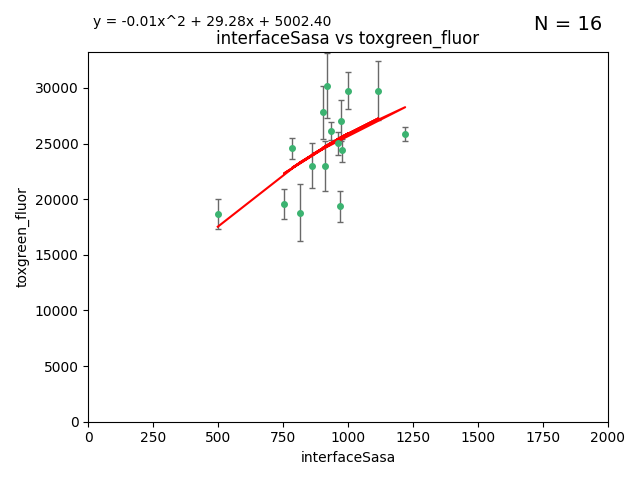 y = -0.01x^2 + 29.28x + 5002.40
N = 16
interfaceSasa vs toxgreen_fluor
30000
25000
20000
15000
10000
5000
0
toxgreen_fluor
0 250 500 750 1000 1250 1500 1750 2000
interfaceSasa